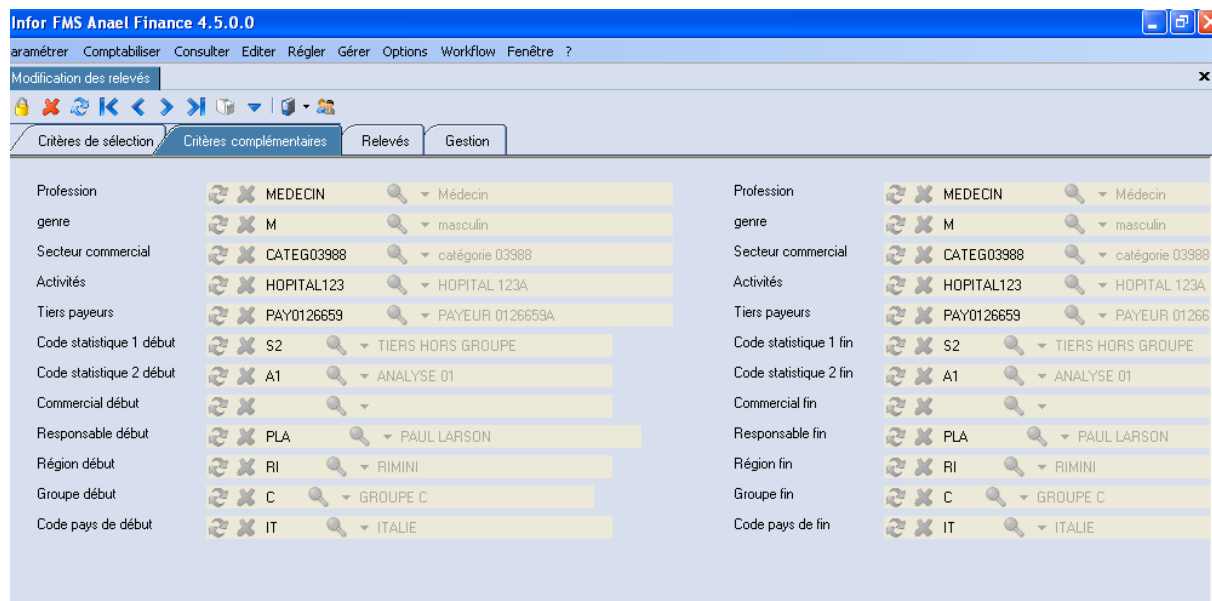 Infor FMS Anael Finance 4.5.0.0
aramétrer Comptabiliser Consulter Editer Régler Gérer Options Workflow Fenêtre ?
Modification des relevés
Critères de sélection Critères complémentaires Relevés Gestion
Profession MEDECIN Médecin Profession MEDECIN Médecin
genre M masculin genre M masculin
Secteur commercial CATEG03988 catégorie 03988 Secteur commercial CATEG03988 catégorie 03988
Activités HOPITAL123 HOPITAL 123A Activités HOPITAL123 HOPITAL 123A
Tiers payeurs PAY0126659 PAYEUR 0126659A Tiers payeurs PAY0126659 PAYEUR 01266
Code statistique 1 début S2 TIERS HORS GROUPE Code statistique 1 fin S2 TIERS HORS GROUPE
Code statistique 2 début A1 ANALYSE 01 Code statistique 2 fin A1 ANALYSE 01
Commercial début Commercial fin
Responsable début PLA PAUL LARSON Responsable fin PLA PAUL LARSON
Région début RI RIMINI Région fin RI RIMINI
Groupe début C GROUPE C Groupe fin C GROUPE C
Code pays de début IT ITALIE Code pays de fin IT ITALIE